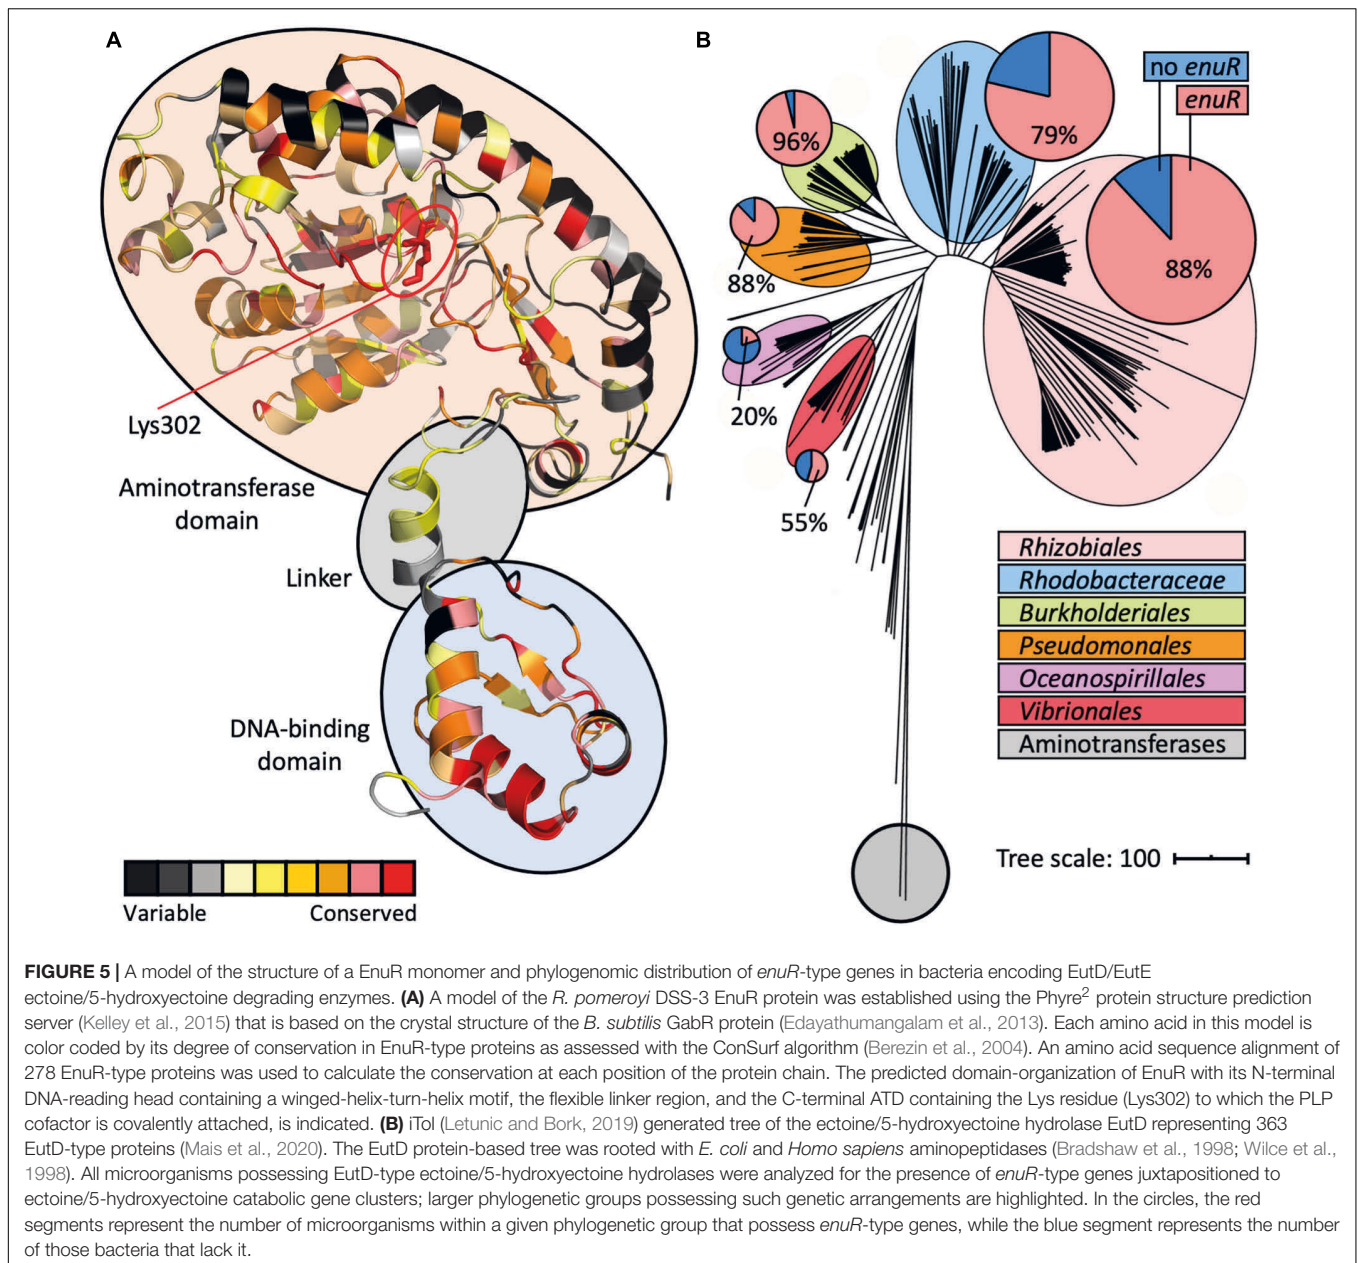 A
B
no enuR
enuR
96%
79%
88%
88%
20%
55%
Lys302
Aminotransferase
domain
Linker
DNA-binding
domain
Variable
Conserved
Rhizobiales
Rhodobacteraceae
Burkholderiales
Pseudomonales
Oceanospirillales
Vibrionales
Aminotransferases
Tree scale: 100
FIGURE 5 | A model of the structure of a EnuR monomer and phylogenomic distribution of enuR-type genes in bacteria encoding EutD/EutE
ectoine/5-hydroxyectoine degrading enzymes. (A) A model of the R. pomeroyi DSS-3 EnuR protein was established using the Phyre² protein structure prediction
server (Kelley et al., 2015) that is based on the crystal structure of the B. subtilis GabR protein (Edayathumangalam et al., 2013). Each amino acid in this model is
color coded by its degree of conservation in EnuR-type proteins as assessed with the ConSurf algorithm (Berezin et al., 2004). An amino acid sequence alignment of
278 EnuR-type proteins was used to calculate the conservation at each position of the protein chain. The predicted domain-organization of EnuR with its N-terminal
DNA-reading head containing a winged-helix-turn-helix motif, the flexible linker region, and the C-terminal ATD containing the Lys residue (Lys302) to which the PLP
cofactor is covalently attached, is indicated. (B) iTol (Letunic and Bork, 2019) generated tree of the ectoine/5-hydroxyectoine hydrolase EutD representing 363
EutD-type proteins (Mais et al., 2020). The EutD protein-based tree was rooted with E. coli and Homo sapiens aminopeptidases (Bradshaw et al., 1998; Wilce et al.,
1998). All microorganisms possessing EutD-type ectoine/5-hydroxyectoine hydrolases were analyzed for the presence of enuR-type genes juxtapositioned to
ectoine/5-hydroxyectoine catabolic gene clusters; larger phylogenetic groups possessing such genetic arrangements are highlighted. In the circles, the red
segments represent the number of microorganisms within a given phylogenetic group that possess enuR-type genes, while the blue segment represents the number
of those bacteria that lack it.